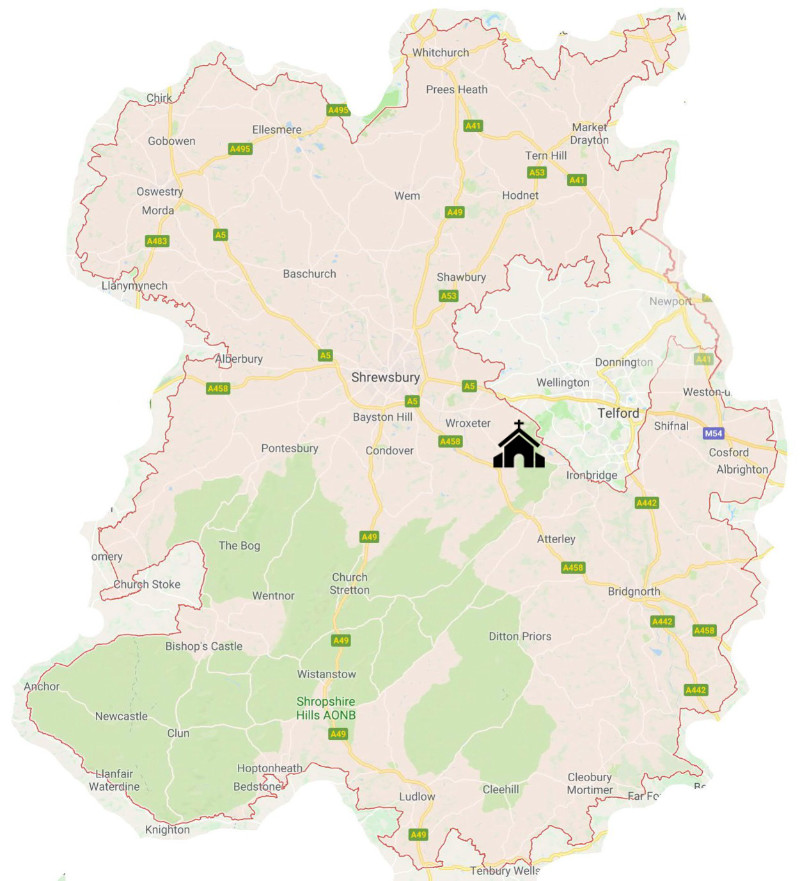 M
Whitchurch
Prees Heath
Chirk
A495
A41
Ellesmere
Market
Drayton
Gobowen
A495
Tern Hill
A53
A41
Oswestry
Wem
Hodnet
Morda
A49
A5
A483
Baschurch
Shawbury
Llanymynech
A53
Newport
A5
Alderbury
A41
Donnington
Shrewsbury
Wellington
A458
A5
Weston-u
A5
Telford
Bayston Hill
Wroxeter
Shifnal
M54
A458
Pontesbury
Condover
Cosford
Albrighton
Ironbridge
A442
A49
Atterley
The Bog
omery
A458
Church Stoke
Church
Stretton
Wentnor
Bridgnorth
A442
A458
Ditton Priors
A49
Bishop's Castle
Wistanstow
Anchor
A442
Shropshire
Hills AONB
Newcastle
Clun
A49
Hoptonheath
Llanfair
Waterdine
Bedstone
Cleobury
Mortimer
Cleehill
Ludlow
Far Fo
Knighton
A49
Tenbury Wells